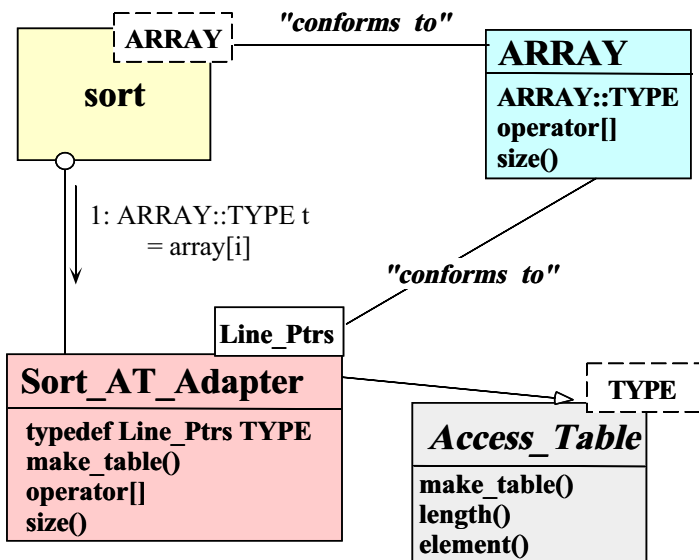 "conforms to"
ARRAY
sort
ARRAY
ARRAY::TYPE
operator[]
size()
1: ARRAY::TYPE t
= array[i]
"conforms to"
Line_Ptrs
Sort_AT_Adapter
typedef Line_Ptrs TYPE
make_table()
operator[]
size()
TYPE
Access_Table
make_table()
length()
element()